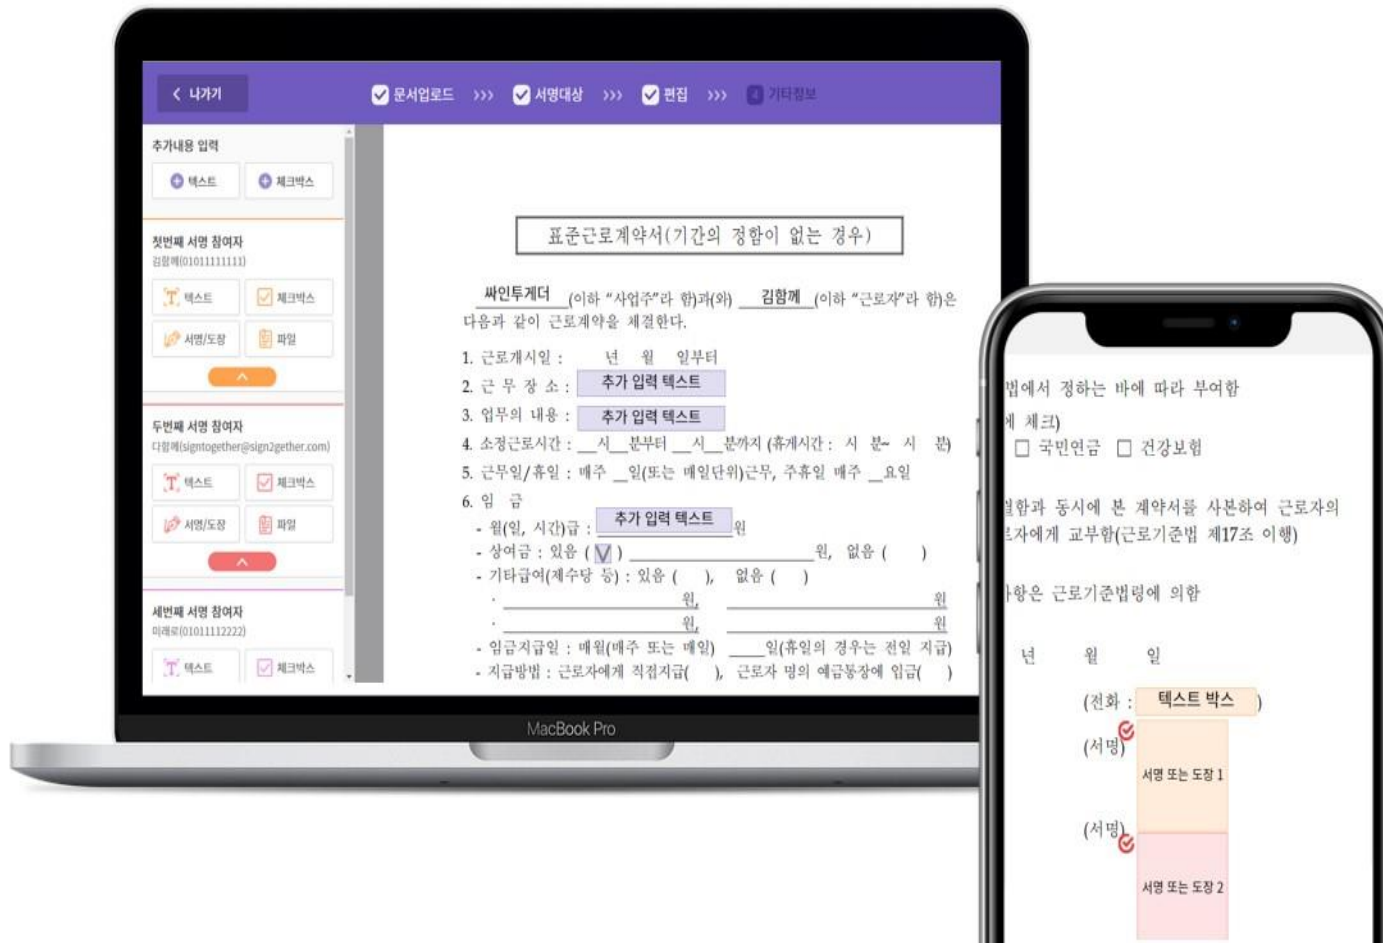 나가기
문서업로드 >>> 서명대상 >>> 편집 >>> 4 기타정보
추가내용 입력
텍스트 체크박스
첫번째 서명 참여자
김함께(01011111111)
텍스트 체크박스
서명/도장 파일
두번째 서명 참여자
다함께(signtogether@sign2gether.com)
텍스트 체크박스
서명/도장 파일
세번째 서명 참여자
미래로(01011112222)
텍스트 체크박스
표준근로계약서(기간의 정함이 없는 경우)
싸인투게더 (이하 “사업주”라 함)과(와) 김함께 (이하 “근로자”라 함)은
다음과 같이 근로계약을 체결한다.
1. 근로개시일 : 년 월 일부터
2. 근 무 장 소 : 추가 입력 텍스트
3. 업무의 내용 : 추가 입력 텍스트
4. 소정근로시간 : __시__분부터 __시__분까지 (휴게시간 : 시 분~ 시 분)
5. 근무일/휴일 : 매주 __일(또는 매일단위)근무, 주휴일 매주 __요일
6. 임 금
- 월(일, 시간)급 : 추가 입력 텍스트 원
- 상여금 : 있음 ( V ) ____________ 원, 없음 ( )
- 기타급여(제수당 등) : 있음 ( ), 없음 ( )
· ____________ 원, ____________ 원
· ____________ 원, ____________ 원
- 임금지급일 : 매월(매주 또는 매일) ____일(휴일의 경우는 전일 지급)
- 지급방법 : 근로자에게 직접지급( ), 근로자 명의 예금통장에 입금( )
MacBook Pro
법에서 정하는 바에 따라 부여함
에 체크)
□ 국민연금 □ 건강보험
결함과 동시에 본 계약서를 사본하여 근로자의
로자에게 교부함(근로기준법 제17조 이행)
사항은 근로기준법령에 의함
년 월 일
(전화 : 텍스트 박스 )
(서명)
서명 또는 도장 1
(서명)
서명 또는 도장 2